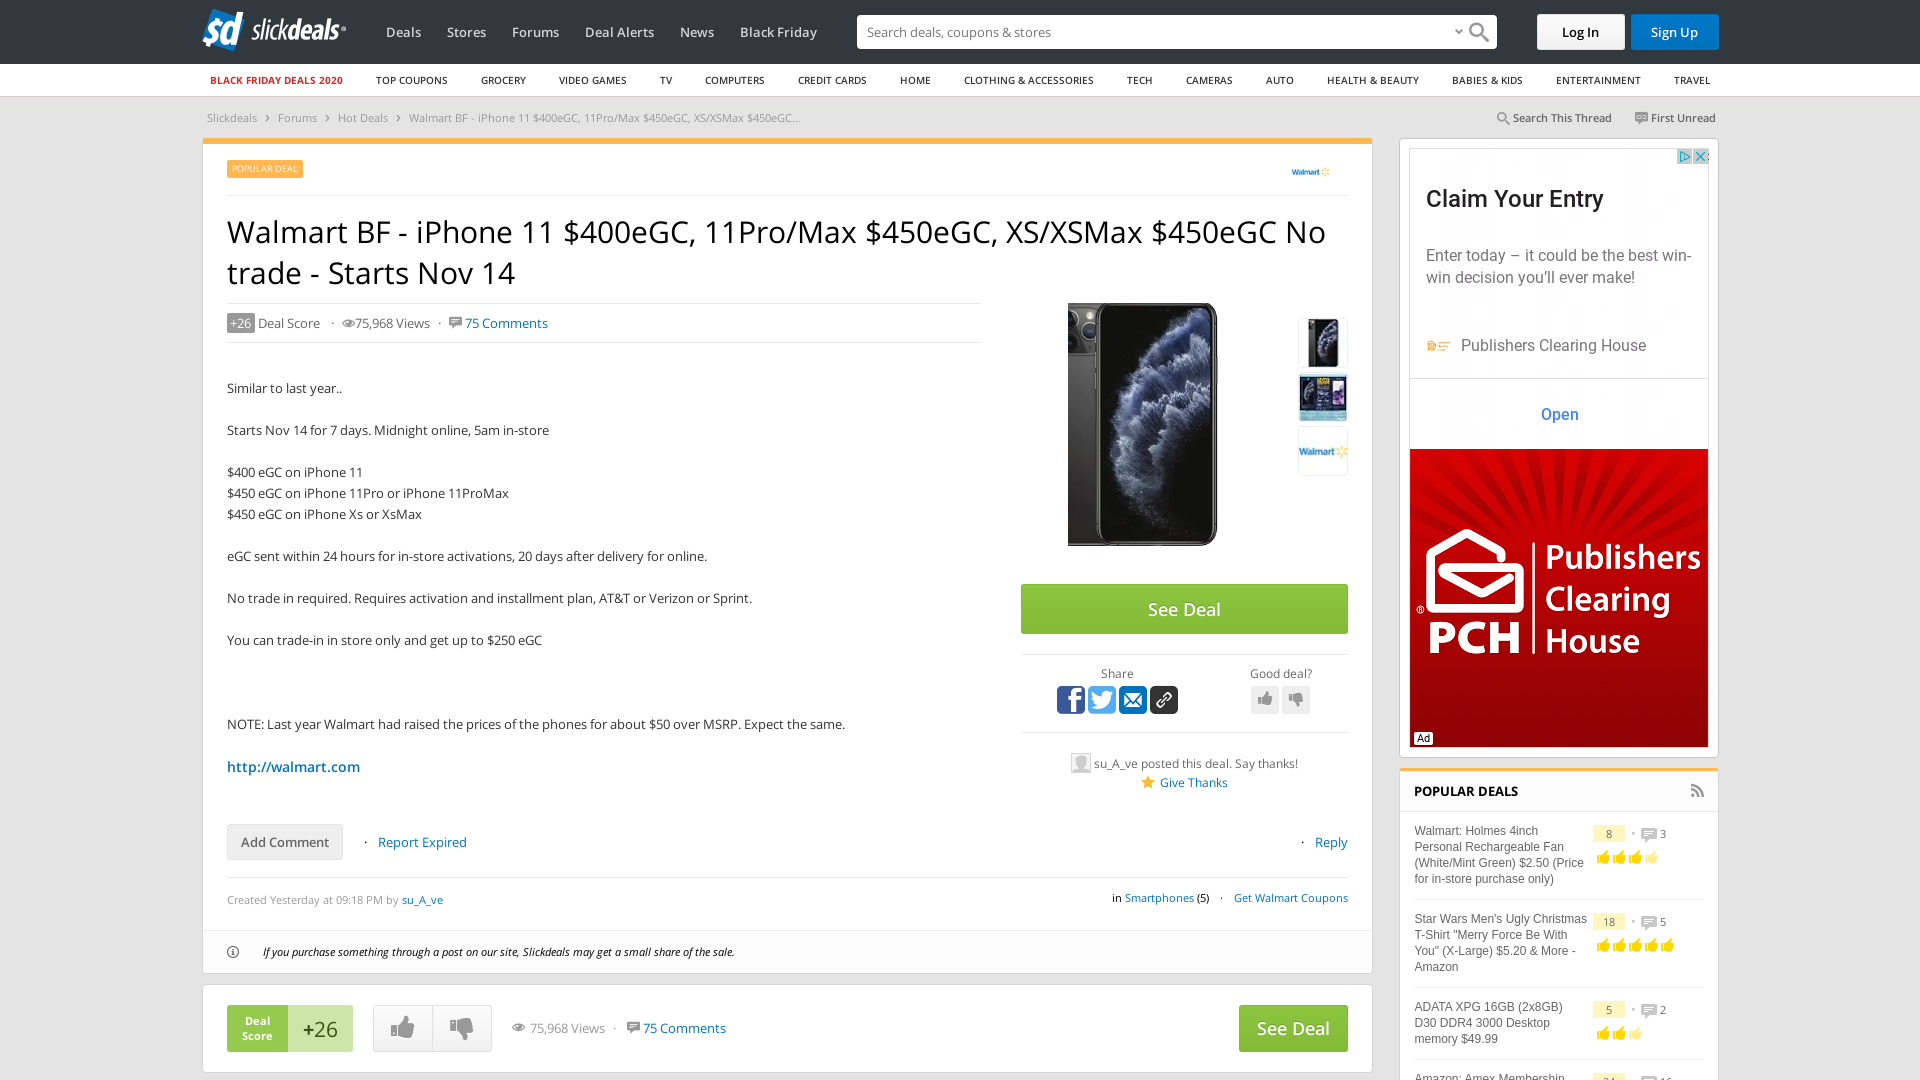 slickdeals
Deals Stores Forums Deal Alerts News Black Friday
Search deals, coupons & stores
Log In Sign Up
BLACK FRIDAY DEALS 2020 TOP COUPONS GROCERY VIDEO GAMES TV COMPUTERS CREDIT CARDS HOME CLOTHING & ACCESSORIES TECH CAMERAS AUTO HEALTH & BEAUTY BABIES & KIDS ENTERTAINMENT TRAVEL
Slickdeals › Forums › Hot Deals › Walmart BF - iPhone 11 $400eGC, 11Pro/Max $450eGC, XS/XSMax $450eGC...
Search This Thread First Unread
POPULAR DEAL
Walmart
Walmart BF - iPhone 11 $400eGC, 11Pro/Max $450eGC, XS/XSMax $450eGC No
trade - Starts Nov 14
+26 Deal Score · 75,968 Views · 75 Comments
Similar to last year..
Starts Nov 14 for 7 days. Midnight online, 5am in-store
$400 eGC on iPhone 11
$450 eGC on iPhone 11Pro or iPhone 11ProMax
$450 eGC on iPhone Xs or XsMax
eGC sent within 24 hours for in-store activations, 20 days after delivery for online.
No trade in required. Requires activation and installment plan, AT&T or Verizon or Sprint.
You can trade-in in store only and get up to $250 eGC
NOTE: Last year Walmart had raised the prices of the phones for about $50 over MSRP. Expect the same.
http://walmart.com
Walmart
See Deal
Share Good deal?
su_A_ve posted this deal. Say thanks!
Give Thanks
Add Comment · Report Expired · Reply
Created Yesterday at 09:18 PM by su_A_ve
in Smartphones (5) · Get Walmart Coupons
If you purchase something through a post on our site, Slickdeals may get a small share of the sale.
Deal
Score
+26
75,968 Views · 75 Comments
See Deal
Claim Your Entry
Enter today – it could be the best win-
win decision you’ll ever make!
Publishers Clearing House
Open
Publishers
Clearing
House
® PCH
Ad
POPULAR DEALS
Walmart: Holmes 4inch
Personal Rechargeable Fan
(White/Mint Green) $2.50 (Price
for in-store purchase only)
8 • 3
Star Wars Men's Ugly Christmas
T-Shirt "Merry Force Be With
You" (X-Large) $5.20 & More -
Amazon
18 • 5
ADATA XPG 16GB (2x8GB)
D30 DDR4 3000 Desktop
memory $49.99
5 • 2
Amazon: Amex Membership